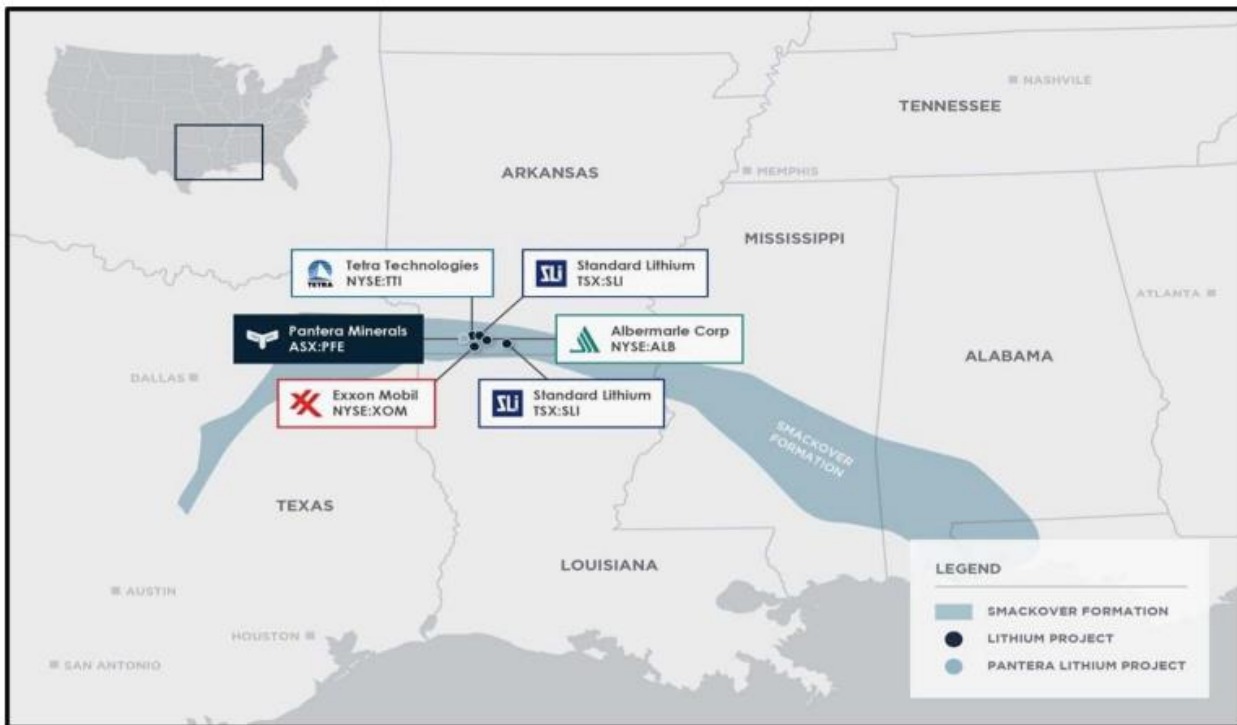 NASHVILE
TENNESSEE
ARKANSAS
MEMPHIS
MISSISSIPPI
Tetra Technologies
NYSE:TTI
TETRA
SLi
Standard Lithium
TSX:SLI
ATLANTA
Pantera Minerals
ASX:PFE
Albermarle Corp
NYSE:ALB
ALABAMA
DALLAS
Exxon Mobil
NYSE:XOM
SLi
Standard Lithium
TSX:SLI
SMACKOVER
FORMATION
TEXAS
LOUISIANA
AUSTIN
HOUSTON
SAN ANTONIO
LEGEND
SMACKOVER FORMATION
LITHIUM PROJECT
PANTERA LITHIUM PROJECT